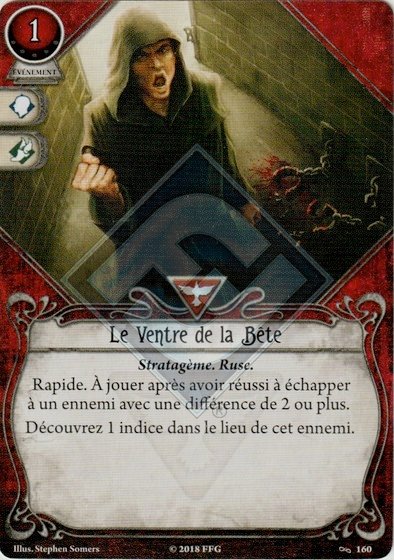 1
ÉVÉNEMENT
Le Ventre de la Bête
Stratagème. Ruse.
Rapide. À jouer après avoir réussi à échapper
à un ennemi avec une différence de 2 ou plus.
Découvrez 1 indice dans le lieu de cet ennemi.
®
Illus. Stephen Somers
© 2018 FFG
160